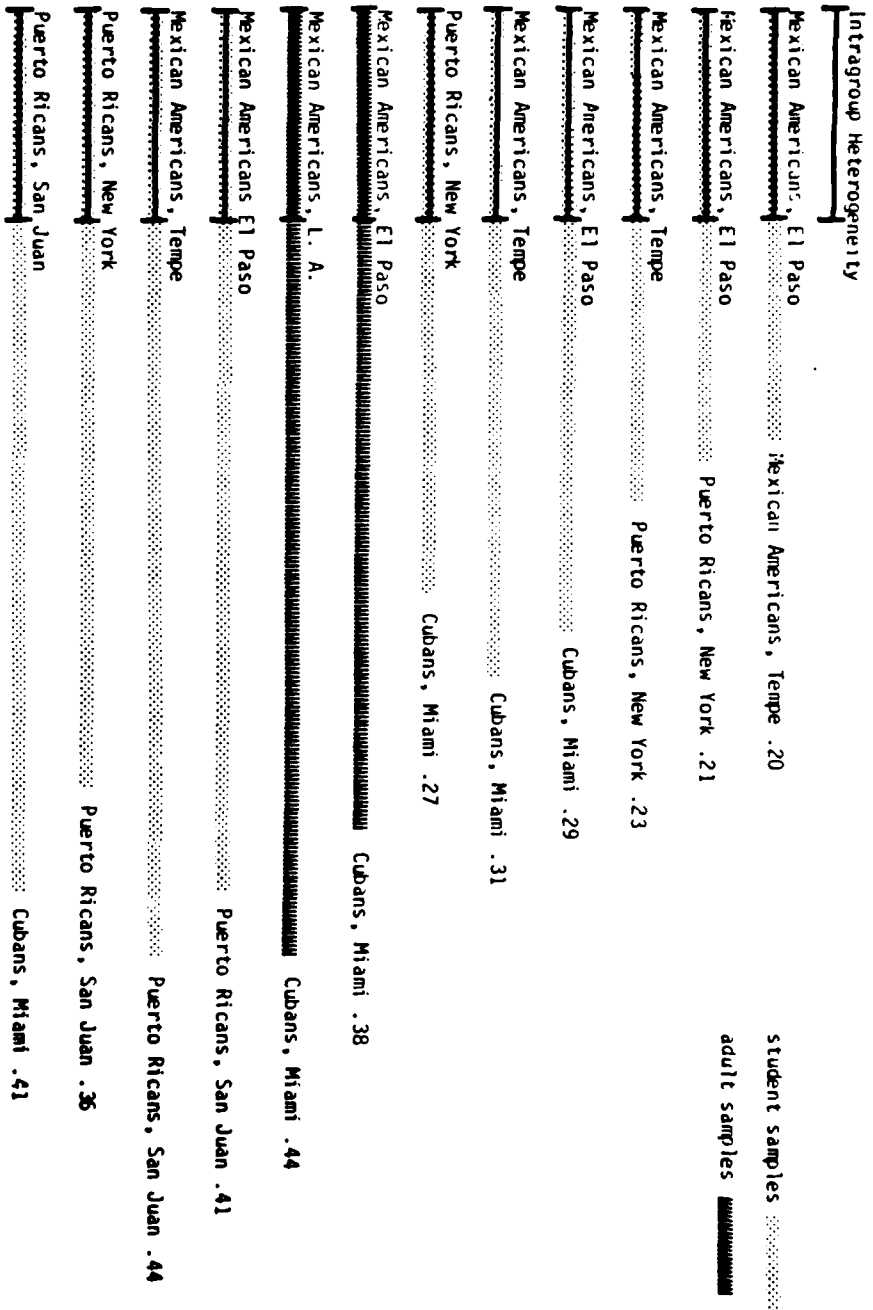 Intragroup Heterogeneity
Mexican Americans, El Paso
Mexican Americans, Tempe .20
Mexican Americans, El Paso
Puerto Ricans, New York .21
Mexican Americans, Tempe
Puerto Ricans, New York .23
Mexican Americans, El Paso
Cubans, Miami .29
Mexican Americans, Tempe
Cubans, Miami .31
Puerto Ricans, New York
Cubans, Miami .27
Mexican Americans, El Paso
Cubans, Miami .38
Mexican Americans, L. A.
Cubans, Miami .44
Mexican Americans El Paso
Puerto Ricans, San Juan .41
Mexican Americans, Tempe
Puerto Ricans, San Juan .44
Puerto Ricans, New York
Puerto Ricans, San Juan .36
Puerto Ricans, San Juan
Cubans, Miami .41
student samples
adult samples